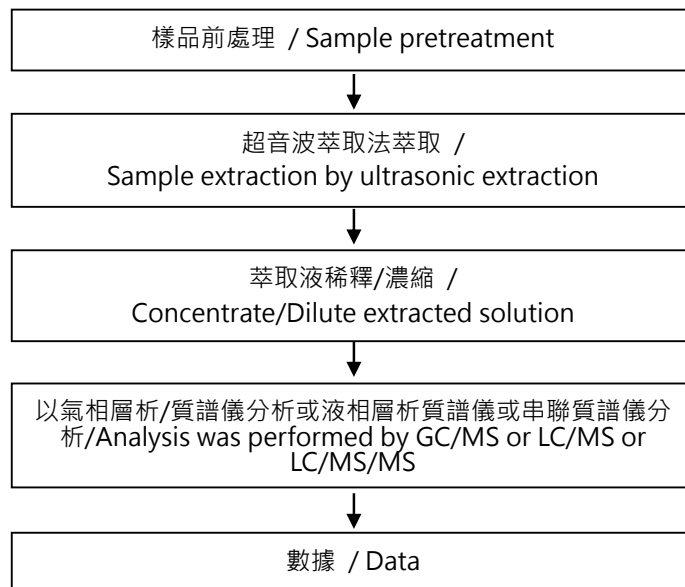 樣品前處理 / Sample pretreatment
超音波萃取法萃取 /
Sample extraction by ultrasonic extraction
萃取液稀釋/濃縮 /
Concentrate/Dilute extracted solution
以氣相層析/質譜儀分析或液相層析質譜儀或串聯質譜儀分
析/Analysis was performed by GC/MS or LC/MS or
LC/MS/MS
數據 / Data